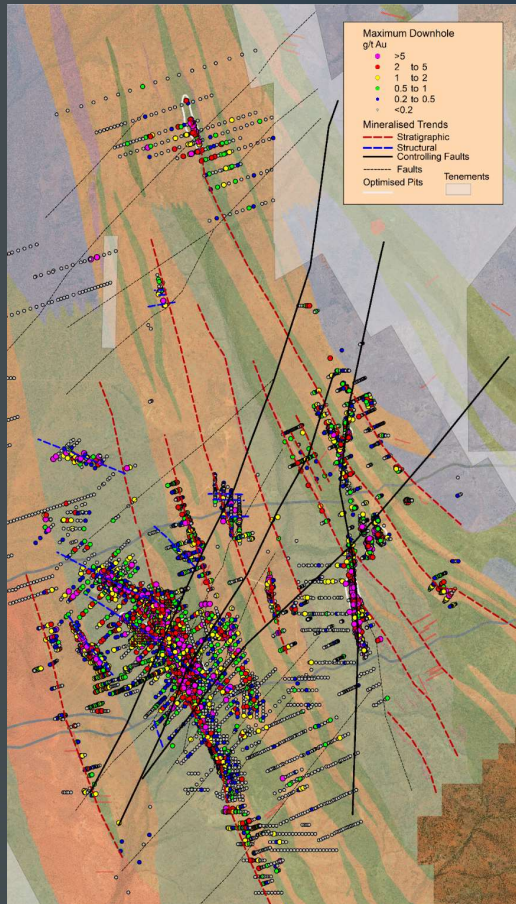 Maximum Downhole
g/t Au
>5
2 to 5
1 to 2
0.5 to 1
0.2 to 0.5
<0.2
Mineralised Trends
Stratigraphic
Structural
Controlling Faults
Faults
Optimised Pits Tenements